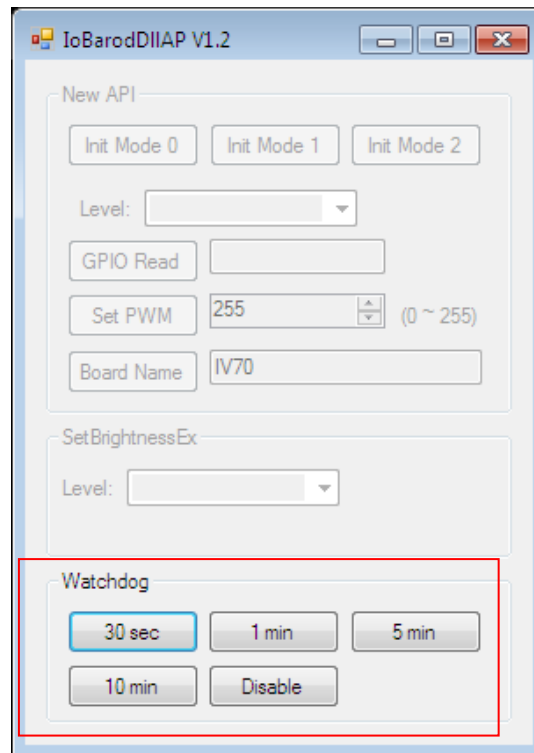 IoBarodDIIAP V1.2
New API
Init Mode 0 Init Mode 1 Init Mode 2
Level:
GPIO Read
Set PWM 255 (0 ~ 255)
Board Name IV70
SetBrightnessEx
Level:
Watchdog
30 sec 1 min 5 min
10 min Disable